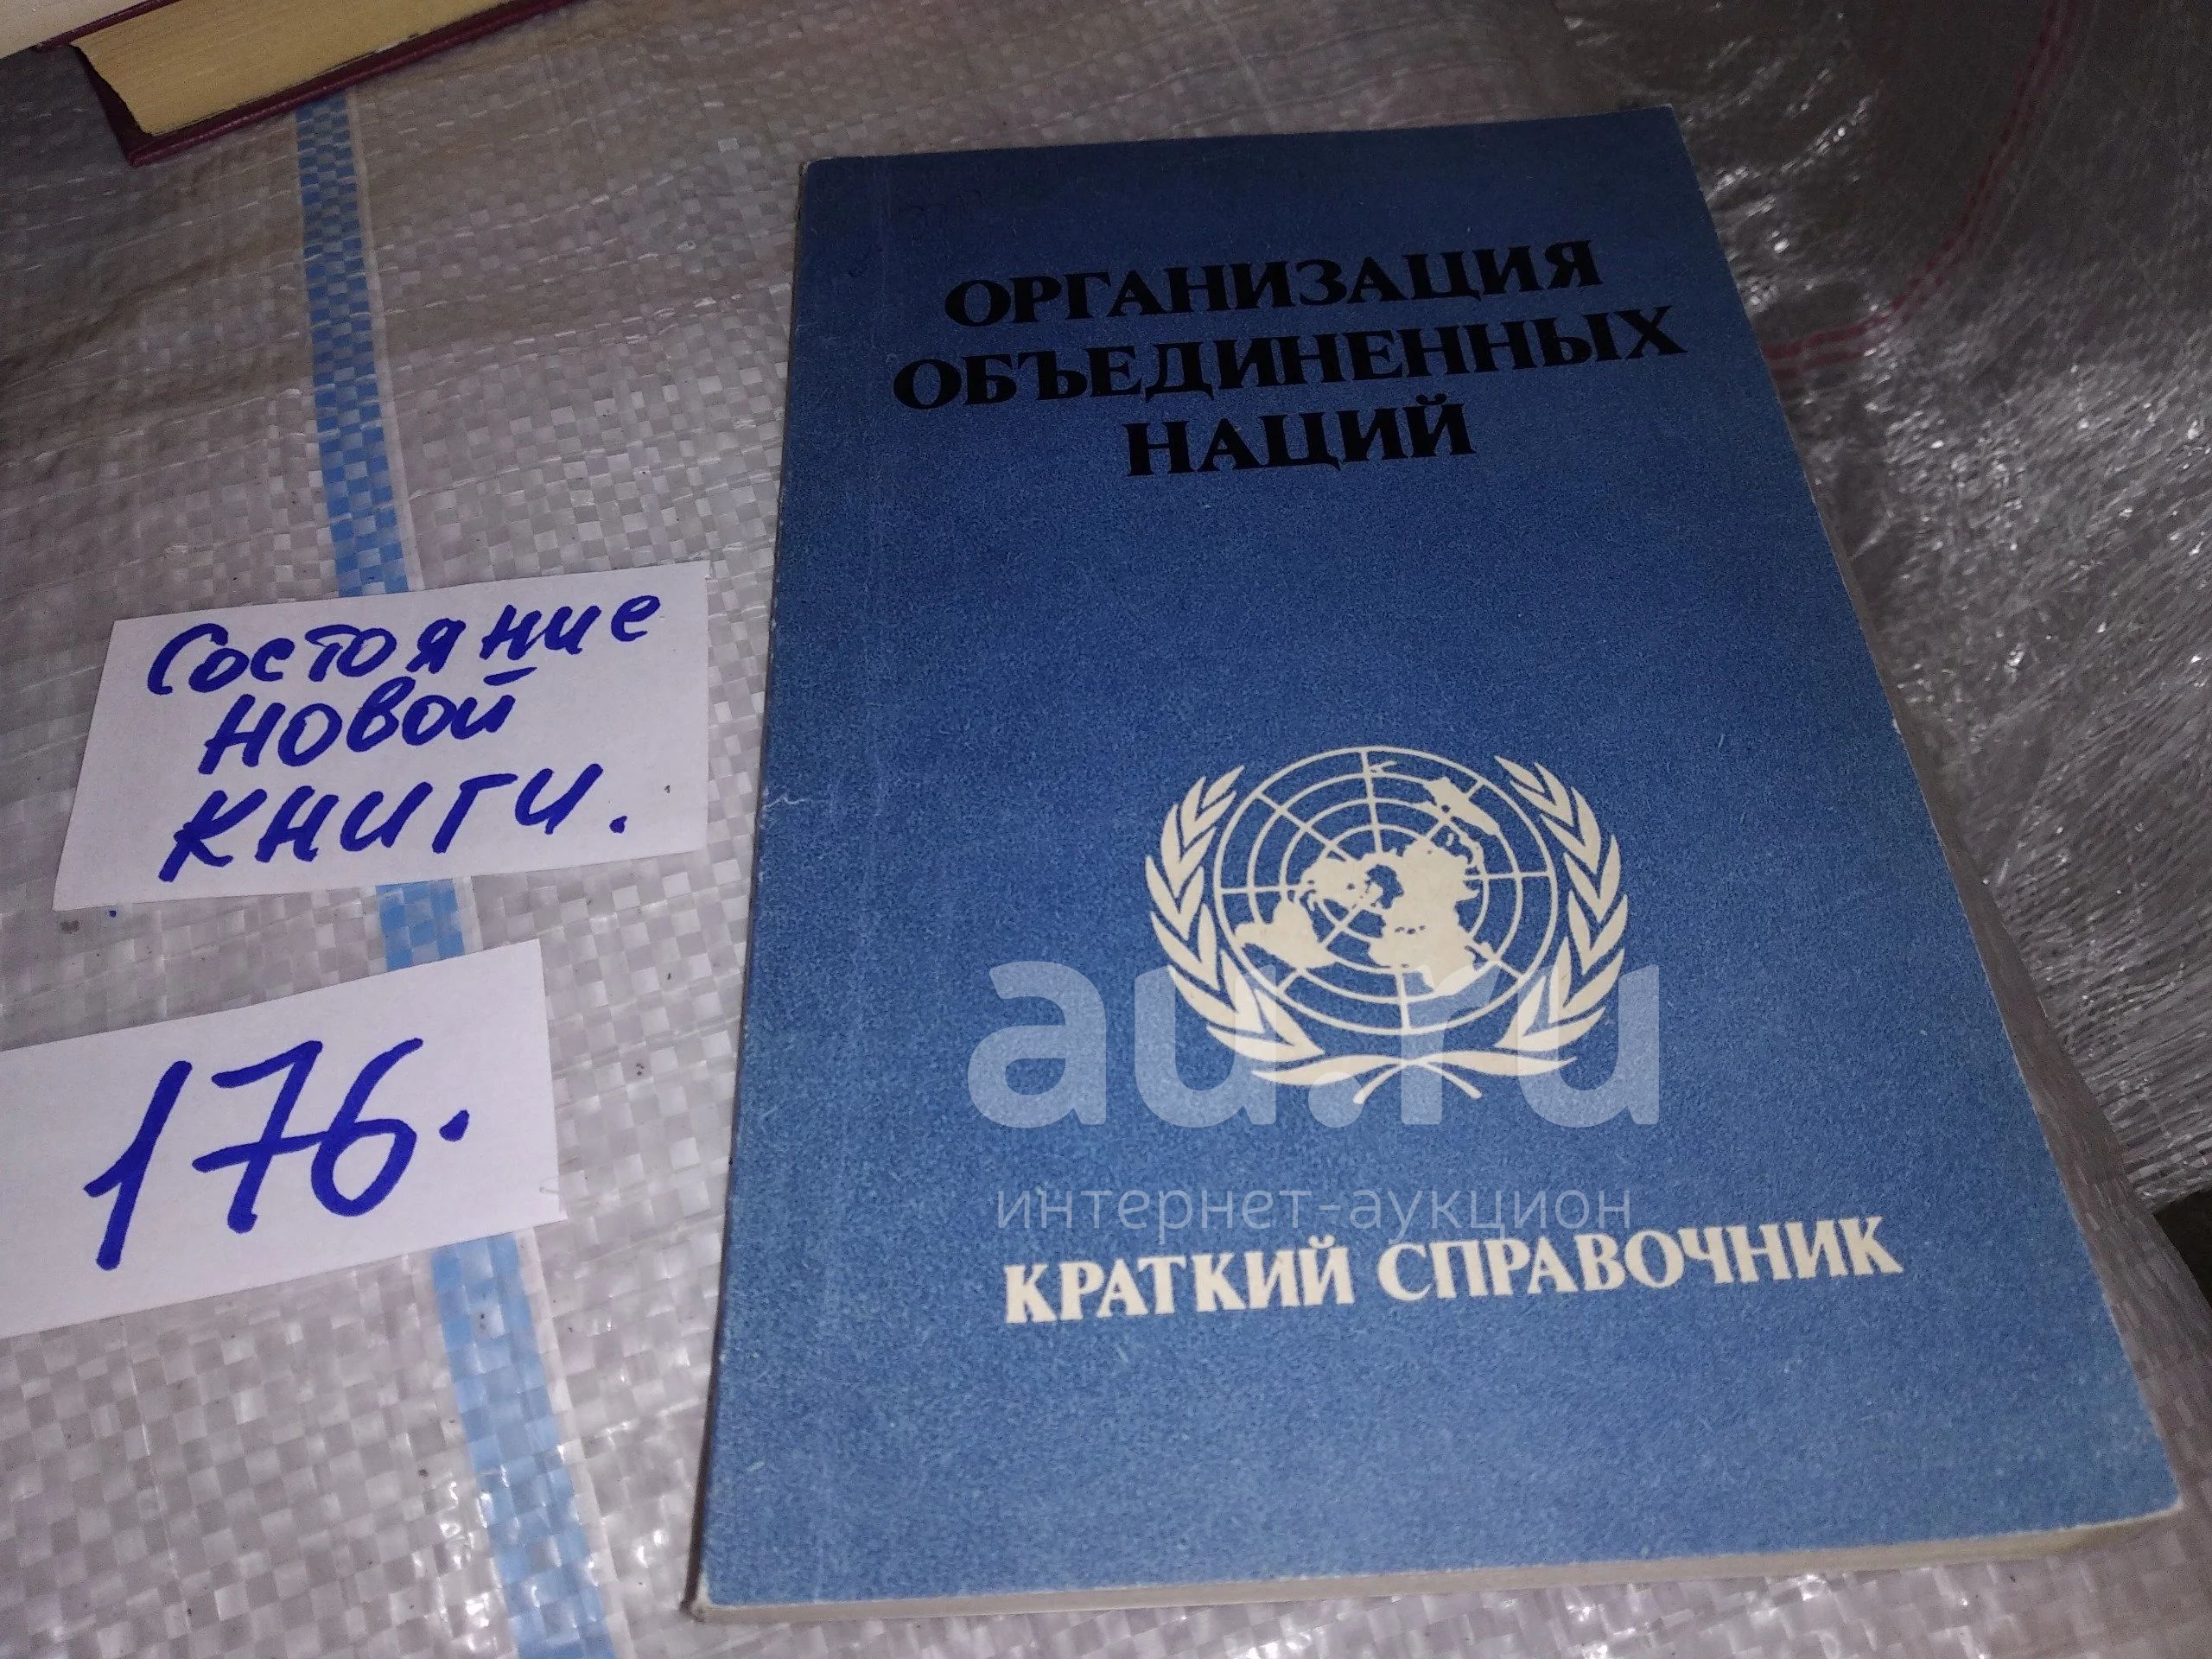 ОРГАНИЗАЦИЯ
ОБЪЕДИНЕННЫХ
НАЦИЙ
Состояние
новой
книги.
176.
au.ru
интернет-аукцион
КРАТКИЙ СПРАВОЧНИК